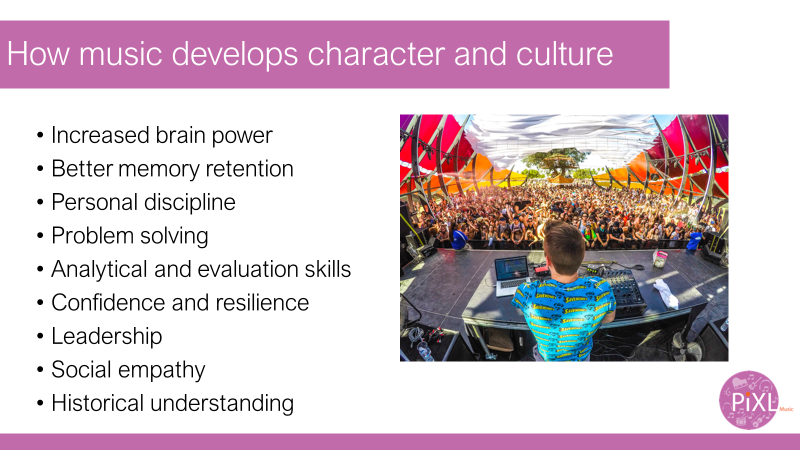 How music develops character and culture
• Increased brain power
• Better memory retention
• Personal discipline
• Problem solving
• Analytical and evaluation skills
• Confidence and resilience
• Leadership
• Social empathy
• Historical understanding
PiXL Music